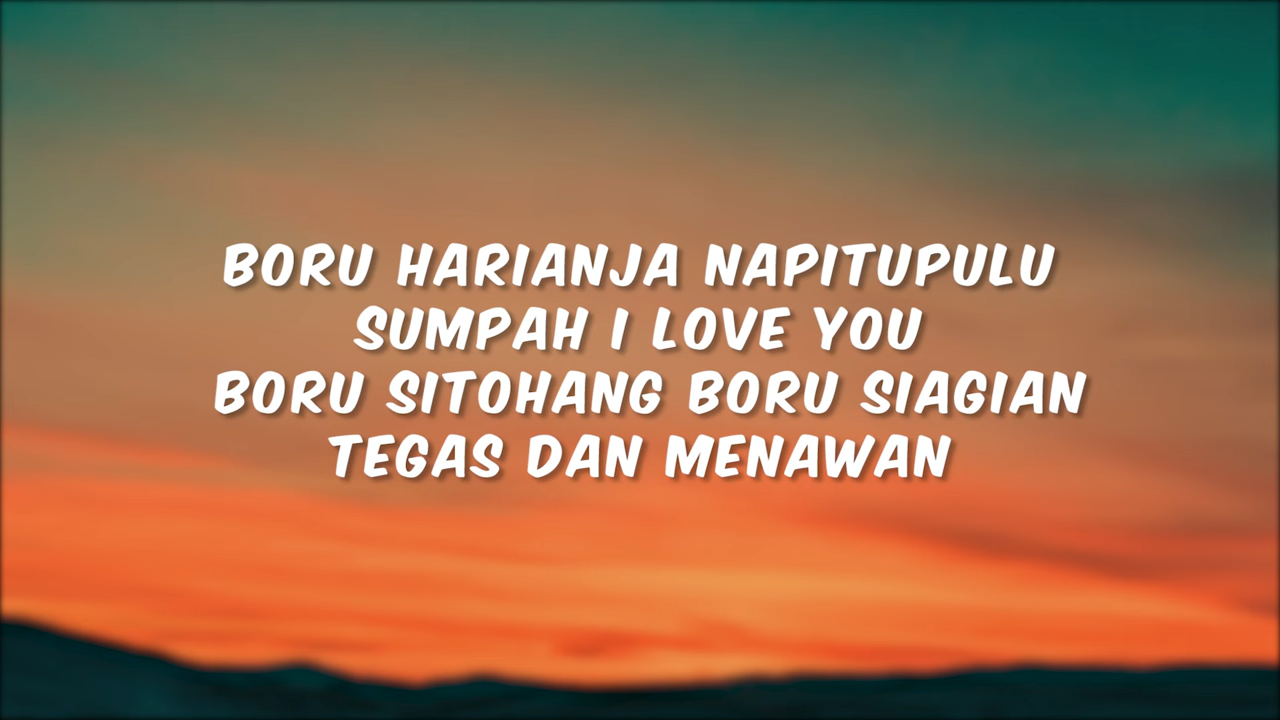 BORU HARIANJA NAPITUPULU
SUMPAH I LOVE YOU
BORU SITOHANG BORU SIAGIAN
TEGAS DAN MENAWAN